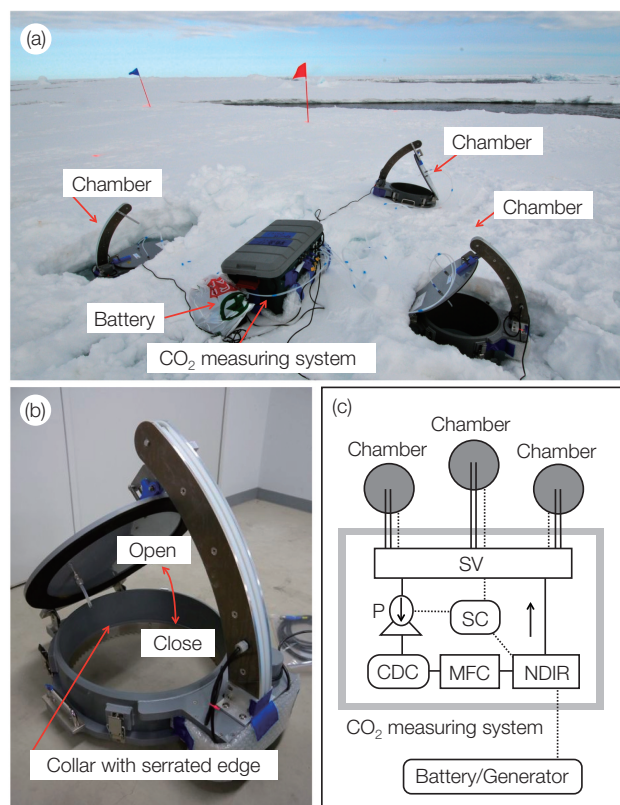 (a)
Chamber
Chamber
Chamber
Battery
CO₂ measuring system
(b)
Open
Close
Collar with serrated edge
(c)
Chamber
Chamber
Chamber
SV
P
SC
CDC
MFC
NDIR
CO₂ measuring system
Battery/Generator